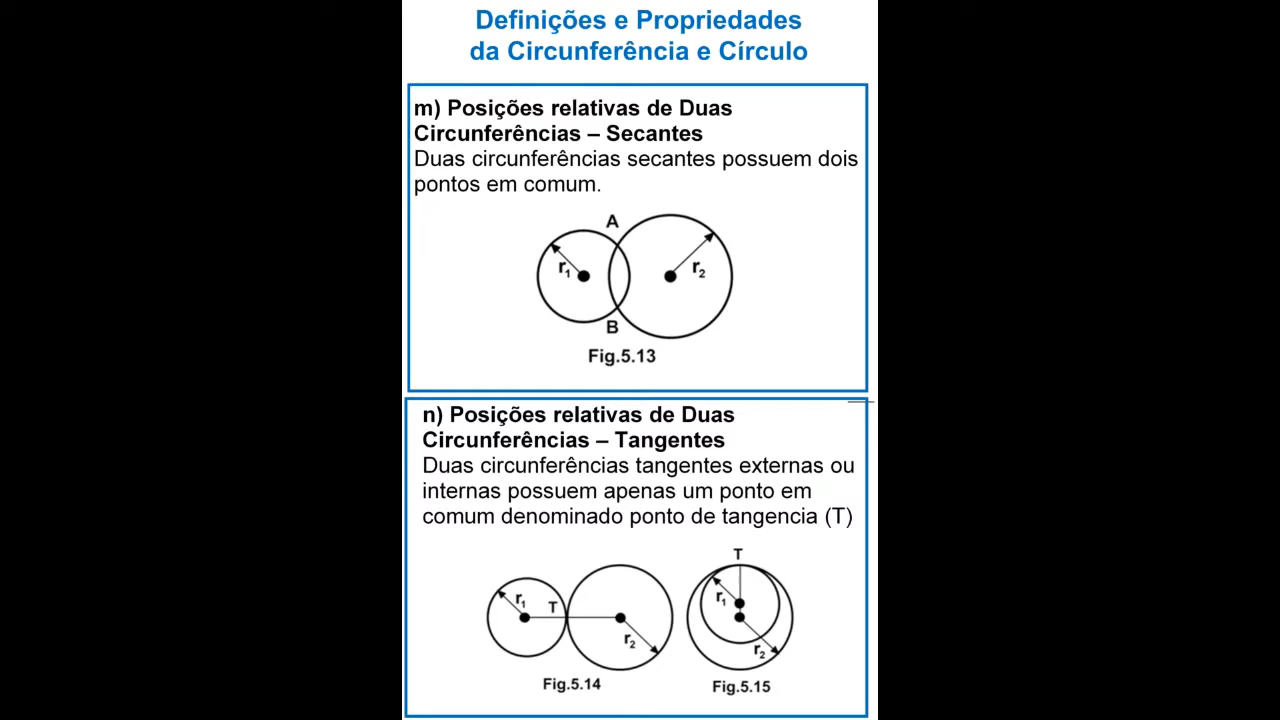 Definições e Propriedades
da Circunferência e Círculo
m) Posições relativas de Duas
Circunferências – Secantes
Duas circunferências secantes possuem dois
pontos em comum.
A
r1
r2
B
Fig.5.13
n) Posições relativas de Duas
Circunferências – Tangentes
Duas circunferências tangentes externas ou
internas possuem apenas um ponto em
comum denominado ponto de tangencia (T)
r1
T
r2
Fig.5.14
T
r1
r2
Fig.5.15